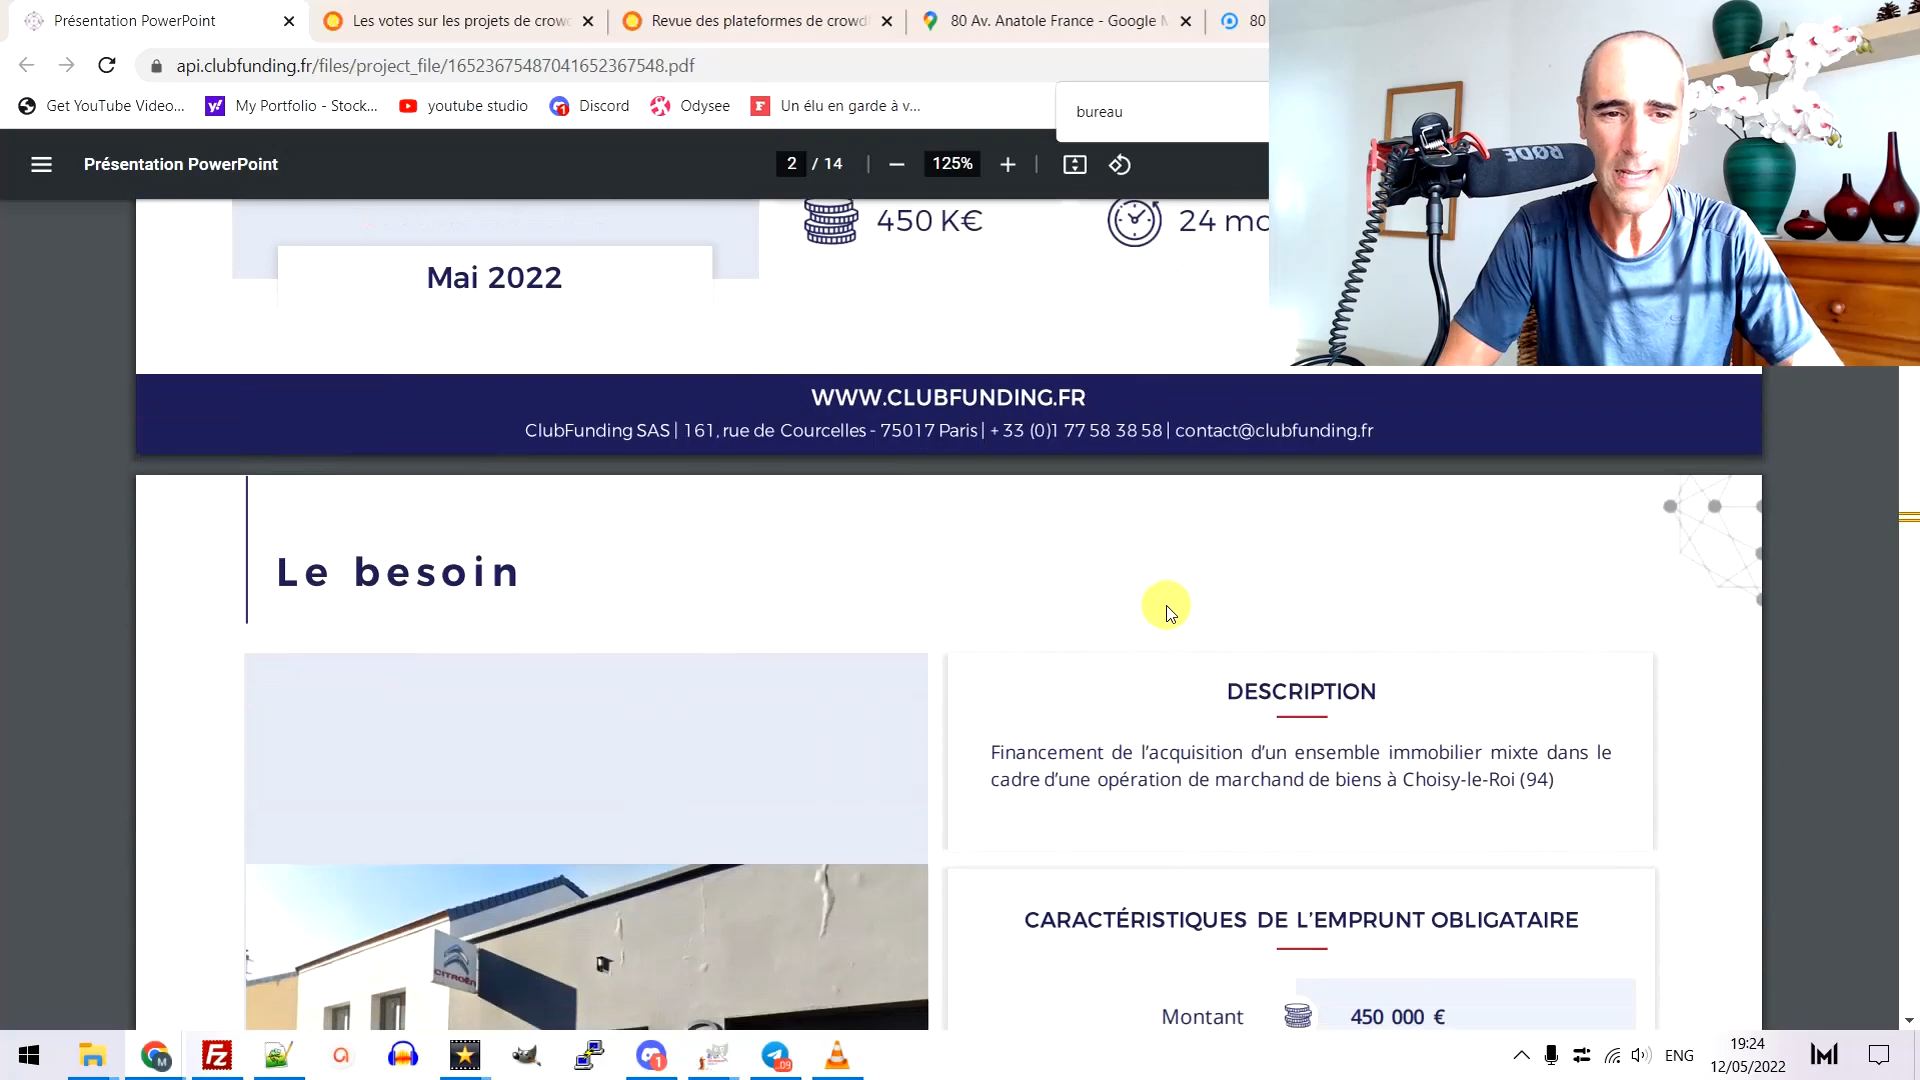 Présentation PowerPoint
Les votes sur les projets de crow
Revue des plateformes de crowd
80 Av. Anatole France - Google
80
api.clubfunding.fr/files/project_file/16523675487041652367548.pdf
Get YouTube Video...
My Portfolio - Stock...
youtube studio
Discord
Odysee
Un élu en garde à v...
bureau
Présentation PowerPoint
2 / 14
125%
RØDE
450 K€
24 mo
Mai 2022
WWW.CLUBFUNDING.FR
ClubFunding SAS | 161, rue de Courcelles - 75017 Paris | + 33 (0)1 77 58 38 58 | contact@clubfunding.fr
Le besoin
DESCRIPTION
Financement de l'acquisition d'un ensemble immobilier mixte dans le
cadre d'une opération de marchand de biens à Choisy-le-Roi (94)
CITROËN
CARACTÉRISTIQUES DE L'EMPRUNT OBLIGATAIRE
Montant
450 000 €
ENG
19:24
12/05/2022